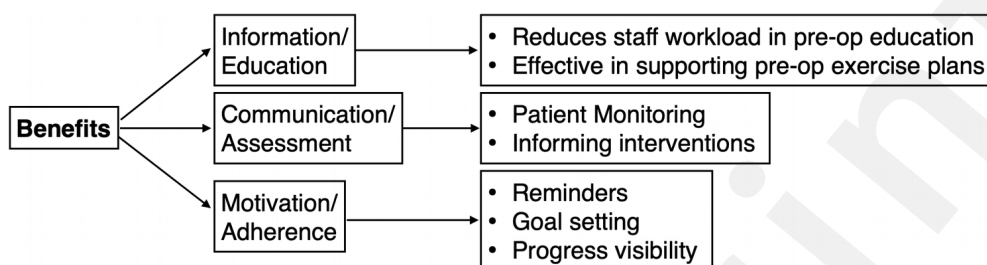 Benefits
Information/
Education
• Reduces staff workload in pre-op education
• Effective in supporting pre-op exercise plans
Communication/
Assessment
• Patient Monitoring
• Informing interventions
Motivation/
Adherence
• Reminders
• Goal setting
• Progress visibility